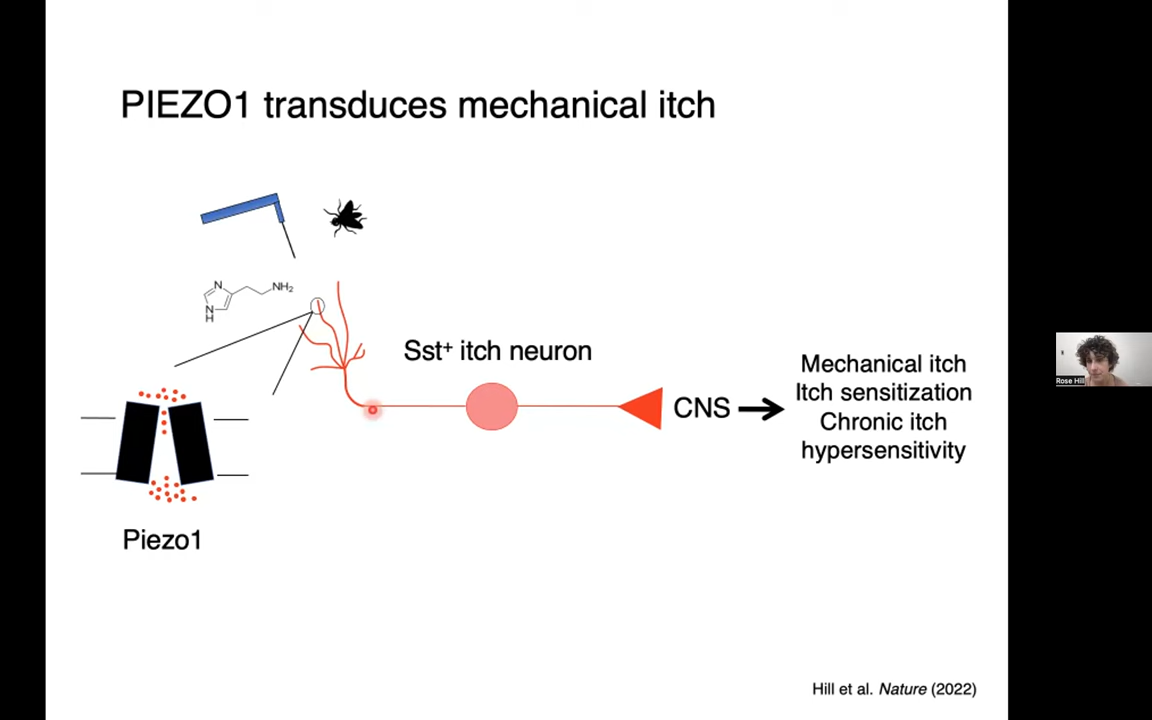 PIEZO1 transduces mechanical itch
N
N
H
NH2
Sst+ itch neuron
CNS
Mechanical itch
Itch sensitization
Chronic itch
hypersensitivity
Piezo1
Hill et al. Nature (2022)
Rose Hill